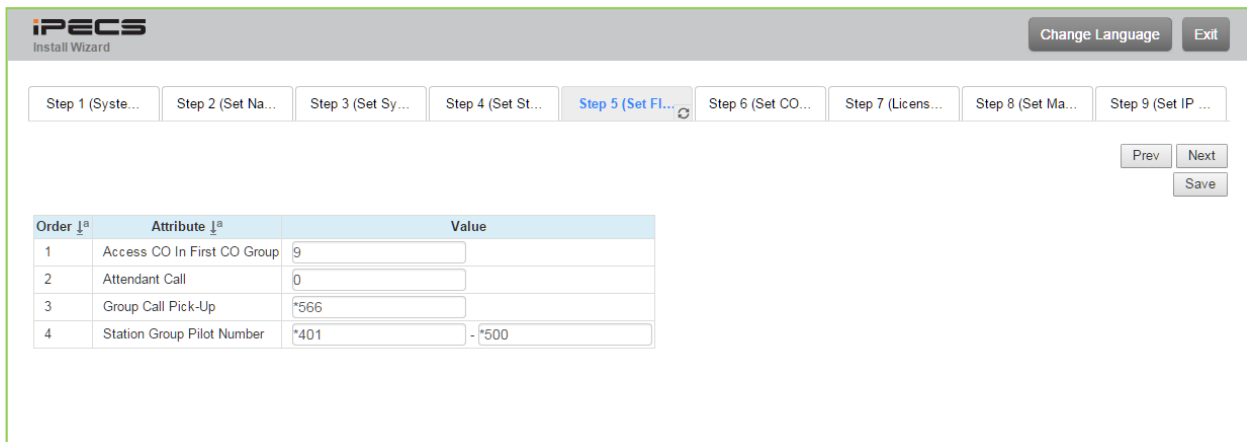 iPECS
Install Wizard
Change Language
Exit
Step 1 (Syste...
Step 2 (Set Na...
Step 3 (Set Sy...
Step 4 (Set St...
Step 5 (Set Fl...
Step 6 (Set CO...
Step 7 (Licens...
Step 8 (Set Ma...
Step 9 (Set IP ...
Prev Next
Save
Order Attribute Value
1 Access CO In First CO Group 9
2 Attendant Call 0
3 Group Call Pick-Up *566
4 Station Group Pilot Number *401 - *500